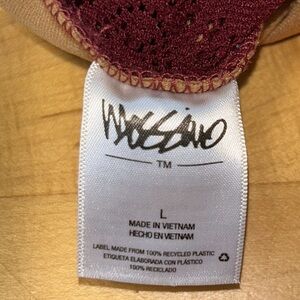 Mossimo
TM
L
MADE IN VIETNAM
HECHO EN VIETNAM
LABEL MADE FROM 100% RECYCLED PLASTIC
ETIQUETA ELABORADA CON PLÁSTICO
100% RECICLADO